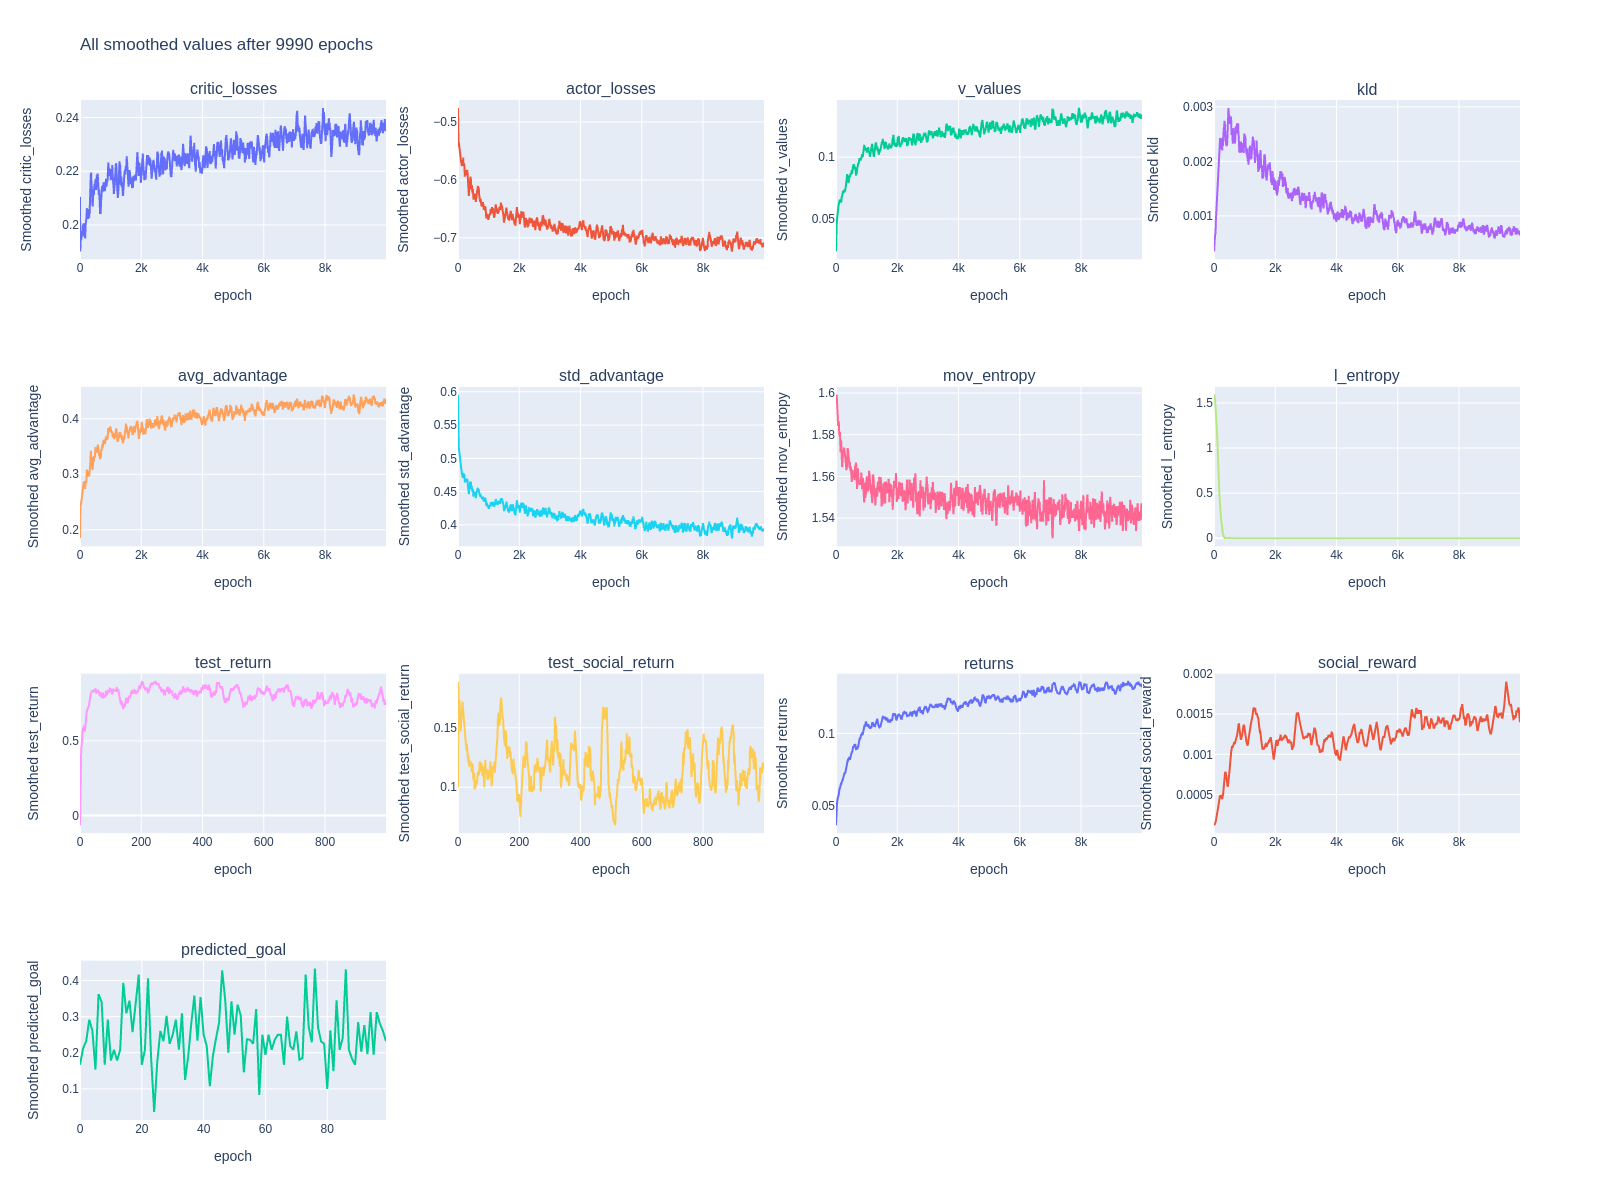 All smoothed values after 9990 epochs
critic_losses
actor_losses
v_values
kld
Smoothed critic_losses
0.24
0.22
0.2
0 2k 4k 6k 8k
epoch
Smoothed actor_losses
−0.5
−0.6
−0.7
0 2k 4k 6k 8k
epoch
Smoothed v_values
0.1
0.05
0 2k 4k 6k 8k
epoch
Smoothed kld
0.003
0.002
0.001
0 2k 4k 6k 8k
epoch
avg_advantage
std_advantage
mov_entropy
l_entropy
Smoothed avg_advantage
0.4
0.3
0.2
0 2k 4k 6k 8k
epoch
Smoothed std_advantage
0.6
0.55
0.5
0.45
0.4
0 2k 4k 6k 8k
epoch
Smoothed mov_entropy
1.6
1.58
1.56
1.54
0 2k 4k 6k 8k
epoch
Smoothed l_entropy
1.5
1
0.5
0
0 2k 4k 6k 8k
epoch
test_return
test_social_return
returns
social_reward
Smoothed test_return
0.5
0
0 200 400 600 800
epoch
Smoothed test_social_return
0.15
0.1
0 200 400 600 800
epoch
Smoothed returns
0.1
0.05
0 2k 4k 6k 8k
epoch
Smoothed social_reward
0.002
0.0015
0.001
0.0005
0 2k 4k 6k 8k
epoch
predicted_goal
Smoothed predicted_goal
0.4
0.3
0.2
0.1
0 20 40 60 80
epoch